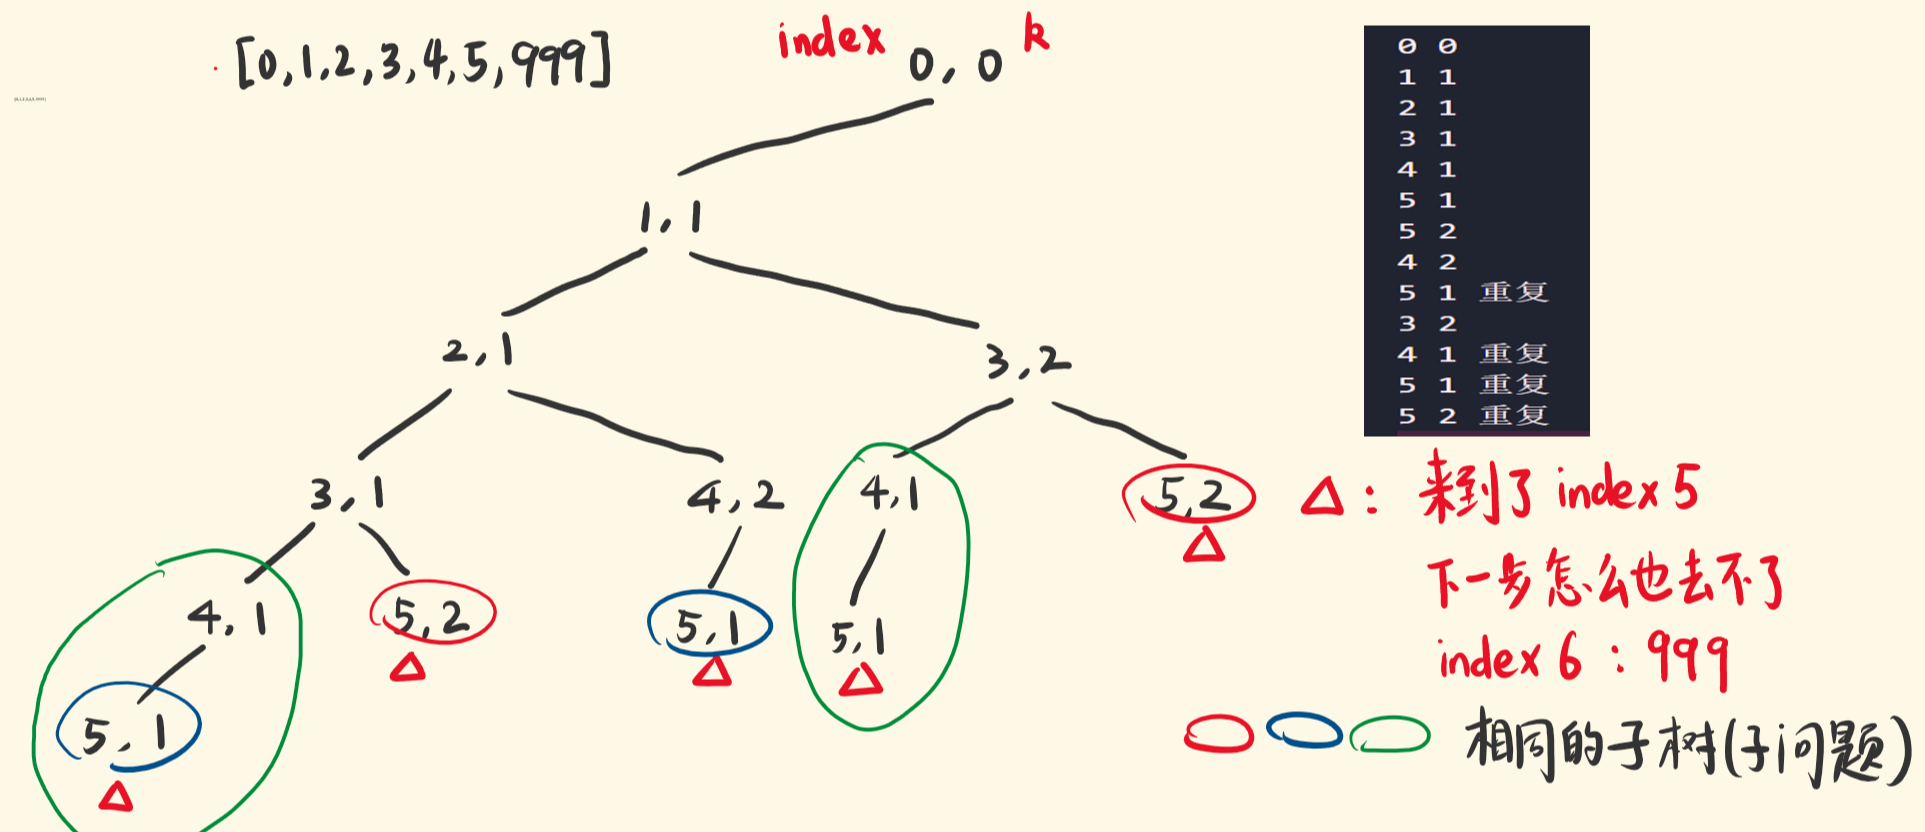 [0,1,2,3,4,5,999]
index 0,0 k
1,1
2,1
3,2
3,1
4,2
4,1
5,2
4,1
5,2
5,1
5,1
5,1
0 0
1 1
2 1
3 1
4 1
5 1
5 2
4 2
5 1 重复
3 2
4 1 重复
5 1 重复
5 2 重复
△: 来到了 index 5
下一步怎么也去不了
index 6 : 999
相同的子树(子问题)